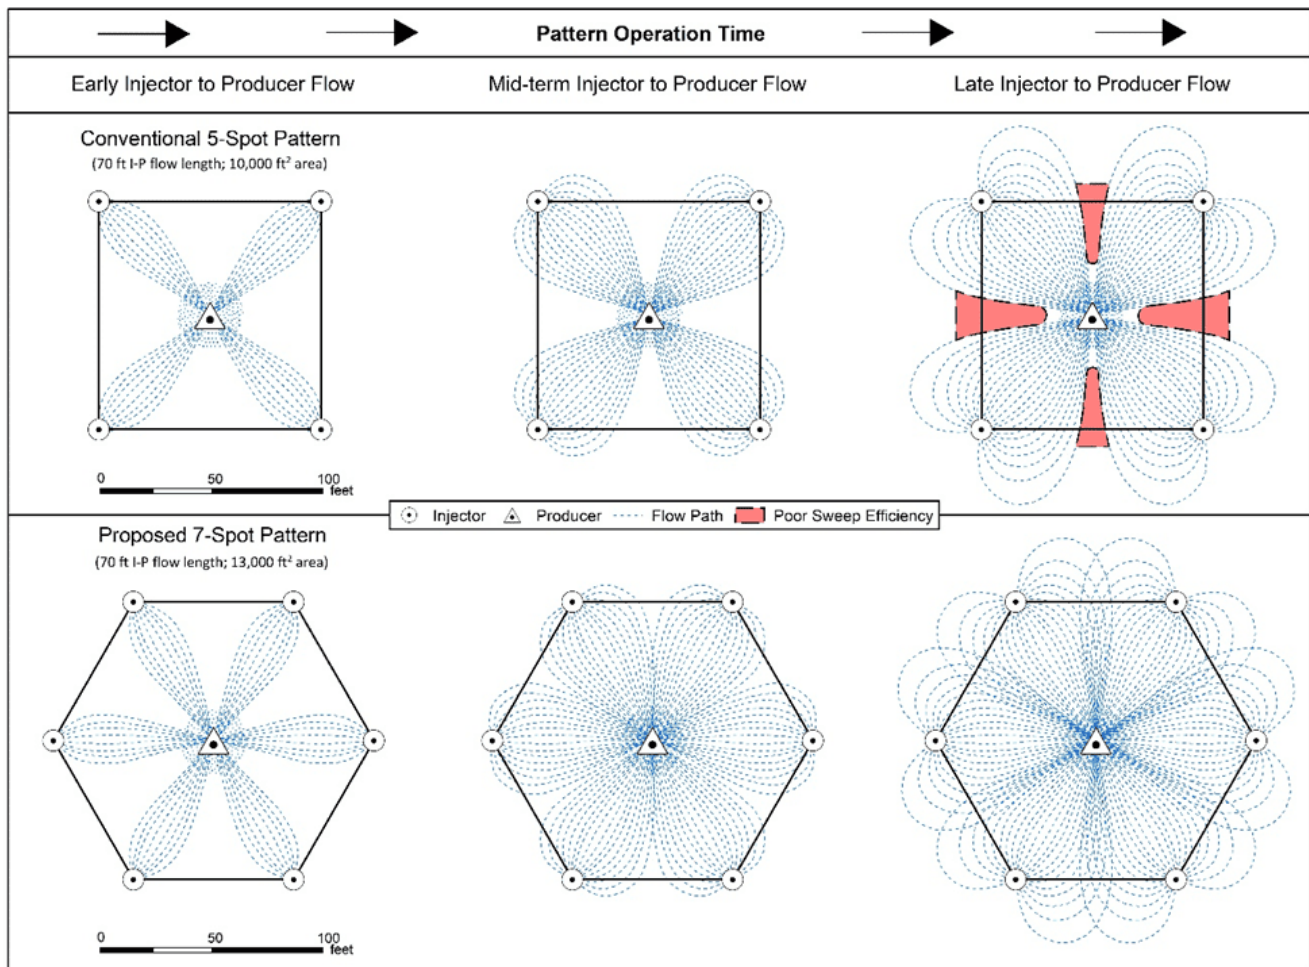 Pattern Operation Time
Early Injector to Producer Flow
Mid-term Injector to Producer Flow
Late Injector to Producer Flow
Conventional 5-Spot Pattern
(70 ft I-P flow length; 10,000 ft² area)
0 50 100
feet
Injector Producer Flow Path Poor Sweep Efficiency
Proposed 7-Spot Pattern
(70 ft I-P flow length; 13,000 ft² area)
0 50 100
feet